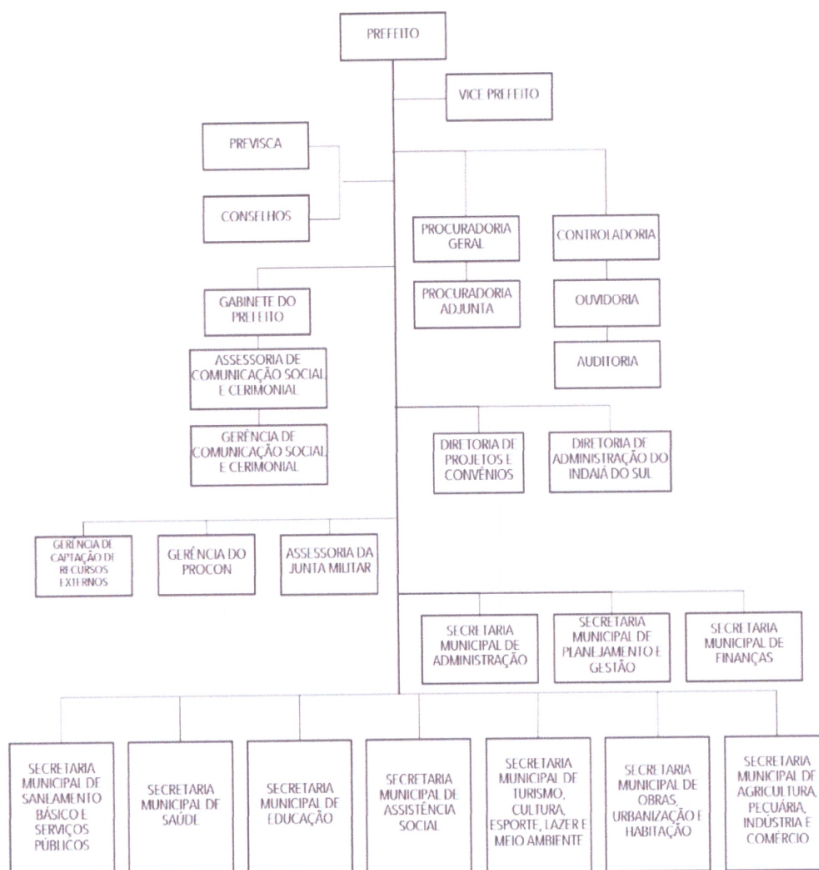 PREFEITO
VICE PREFEITO
PREVISCA
CONSELHOS
PROCURADORIA
GERAL
CONTROLADORIA
PROCURADORIA
ADJUNTA
OUVIDORIA
AUDITORIA
GABINETE DO
PREFEITO
ASSESSORIA DE
COMUNICAÇÃO SOCIAL
E CERIMONIAL
GERÊNCIA DE
COMUNICAÇÃO SOCIAL
E CERIMONIAL
DIRETORIA DE
PROJETOS E
CONVÊNIOS
DIRETORIA DE
ADMINISTRAÇÃO DO
INDAIÁ DO SUL
GERÊNCIA DE
CAPTAÇÃO DE
RECURSOS
EXTERNOS
GERÊNCIA DO
PROCON
ASSESSORIA DA
JUNTA MILITAR
SECRETARIA
MUNICIPAL DE
ADMINISTRAÇÃO
SECRETARIA
MUNICIPAL DE
PLANEJAMENTO E
GESTÃO
SECRETARIA
MUNICIPAL DE
FINANÇAS
SECRETARIA
MUNICIPAL DE
SANEAMENTO
BÁSICO E
SERVIÇOS
PÚBLICOS
SECRETARIA
MUNICIPAL DE
SAÚDE
SECRETARIA
MUNICIPAL DE
EDUCAÇÃO
SECRETARIA
MUNICIPAL DE
ASSISTÊNCIA
SOCIAL
SECRETARIA
MUNICIPAL DE
TURISMO,
CULTURA,
ESPORTE, LAZER E
MEIO AMBIENTE
SECRETARIA
MUNICIPAL DE
OBRAS,
URBANIZAÇÃO E
HABITAÇÃO
SECRETARIA
MUNICIPAL DE
AGRICULTURA,
PECUÁRIA,
INDÚSTRIA E
COMÉRCIO